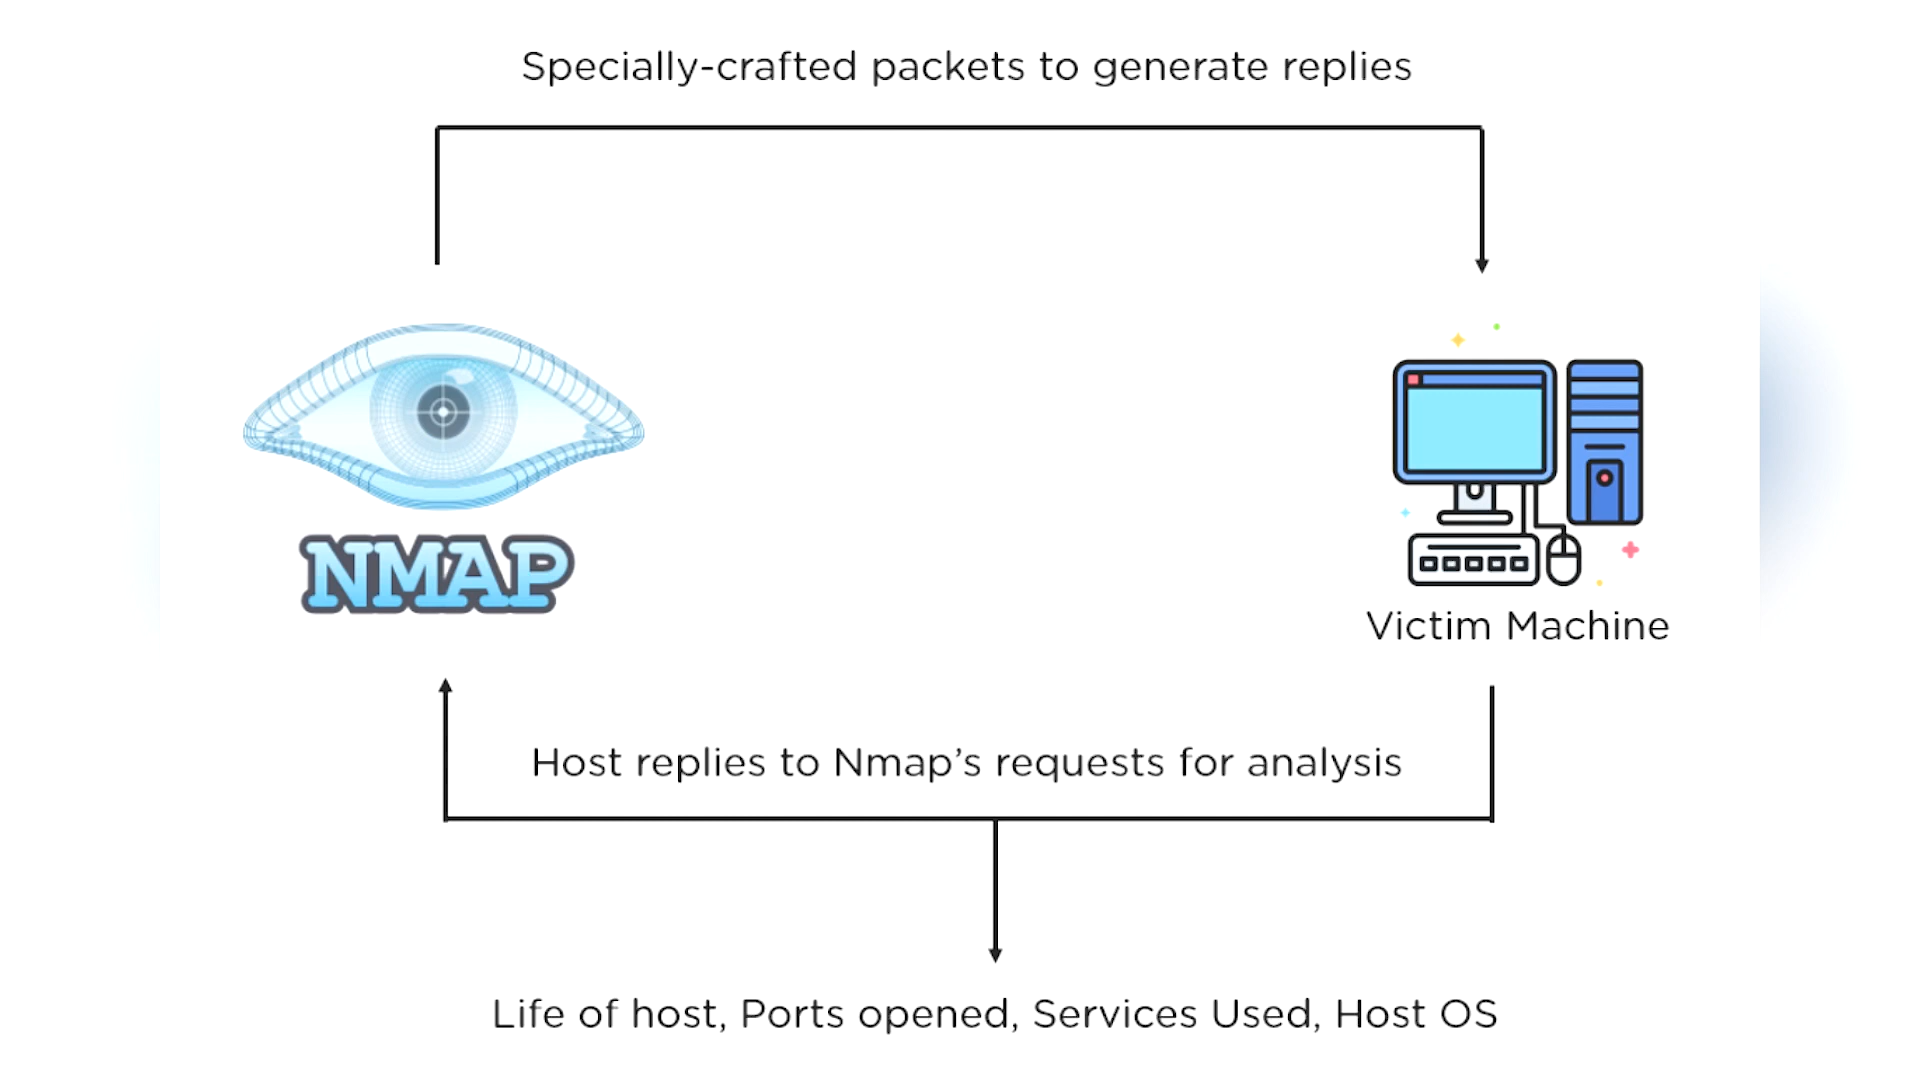 Specially-crafted packets to generate replies
NMAP
Victim Machine
Host replies to Nmap's requests for analysis
Life of host, Ports opened, Services Used, Host OS